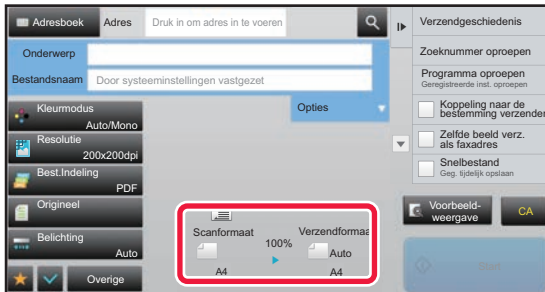 Adresboek
Adres
Druk in om adres in te voeren
Onderwerp
Bestandsnaam
Door systeeminstellingen vastgezet
Kleurmodus
Auto/Mono
Resolutie
200x200dpi
Best.Indeling
PDF
Origineel
Belichting
Auto
Overige
Opties
Scanformaat
A4
100%
Verzendformaa
Auto
A4
Verzendgeschiedenis
Zoeknummer oproepen
Programma oproepen
Geregistreerde inst. oproepen
Koppeling naar de
bestemming verzenden
Zelfde beeld verz.
als faxadres
Snelbestand
Geg. tijdelijk opslaan
Voorbeeld-
weergave
CA
Start